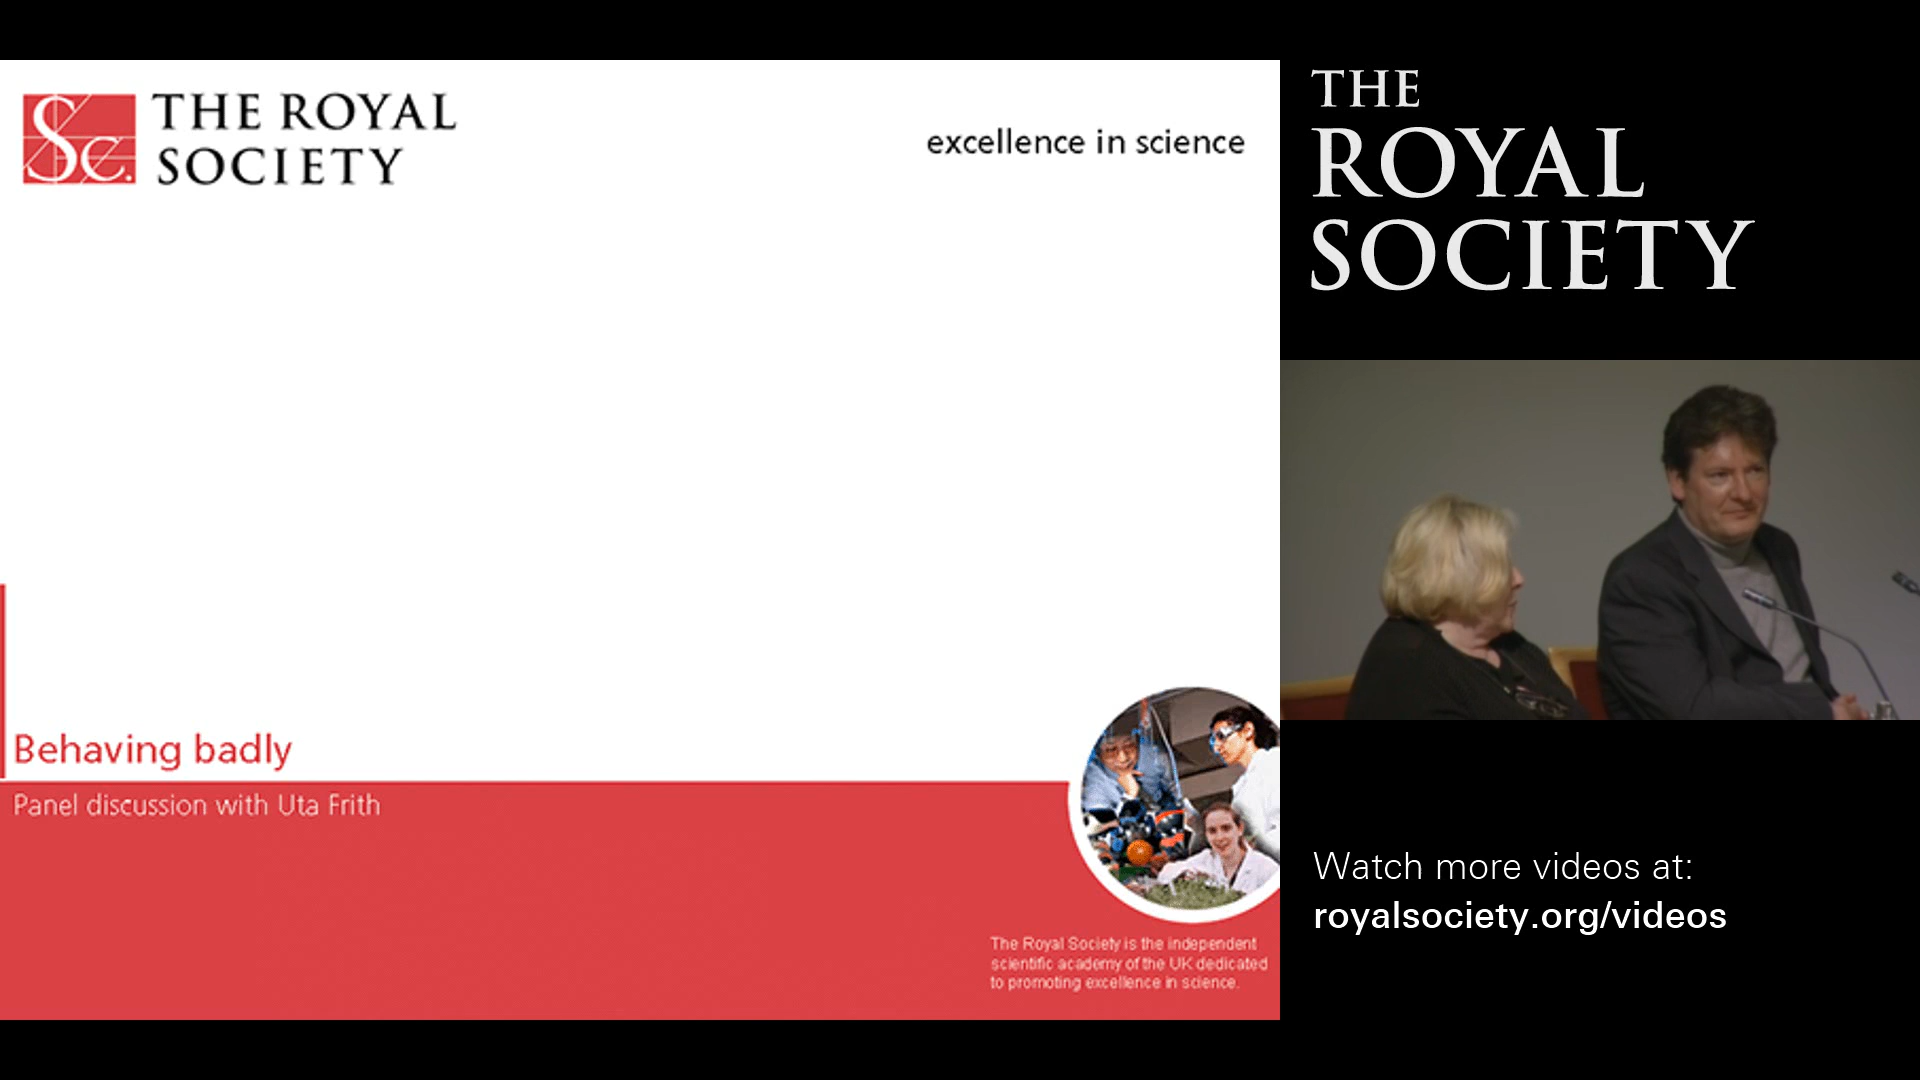 Sc.
THE ROYAL
SOCIETY
excellence in science
Behaving badly
Panel discussion with Uta Frith
The Royal Society is the independent
scientific academy of the UK dedicated
to promoting excellence in science.
THE
ROYAL
SOCIETY
Watch more videos at:
royalsociety.org/videos